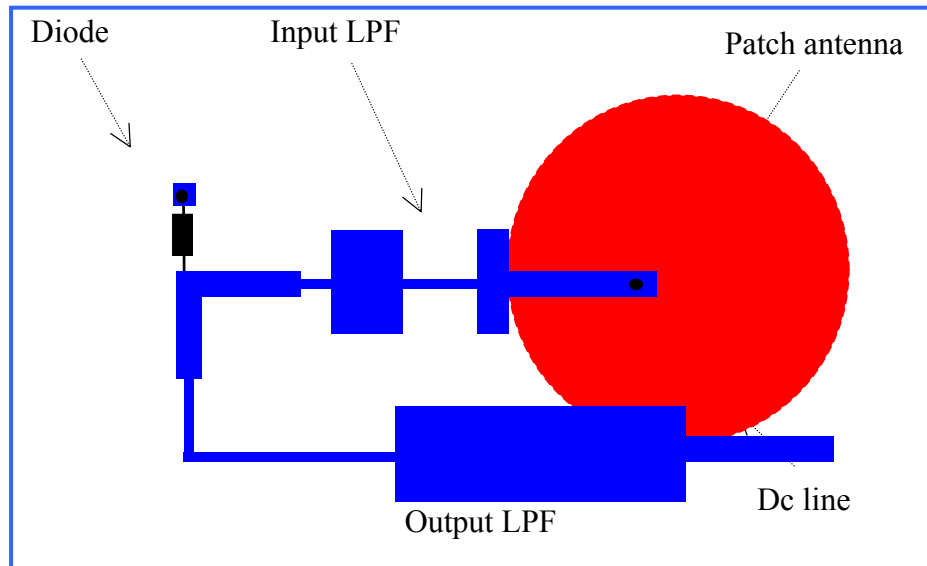 Diode
Input LPF
Patch antenna
Dc line
Output LPF